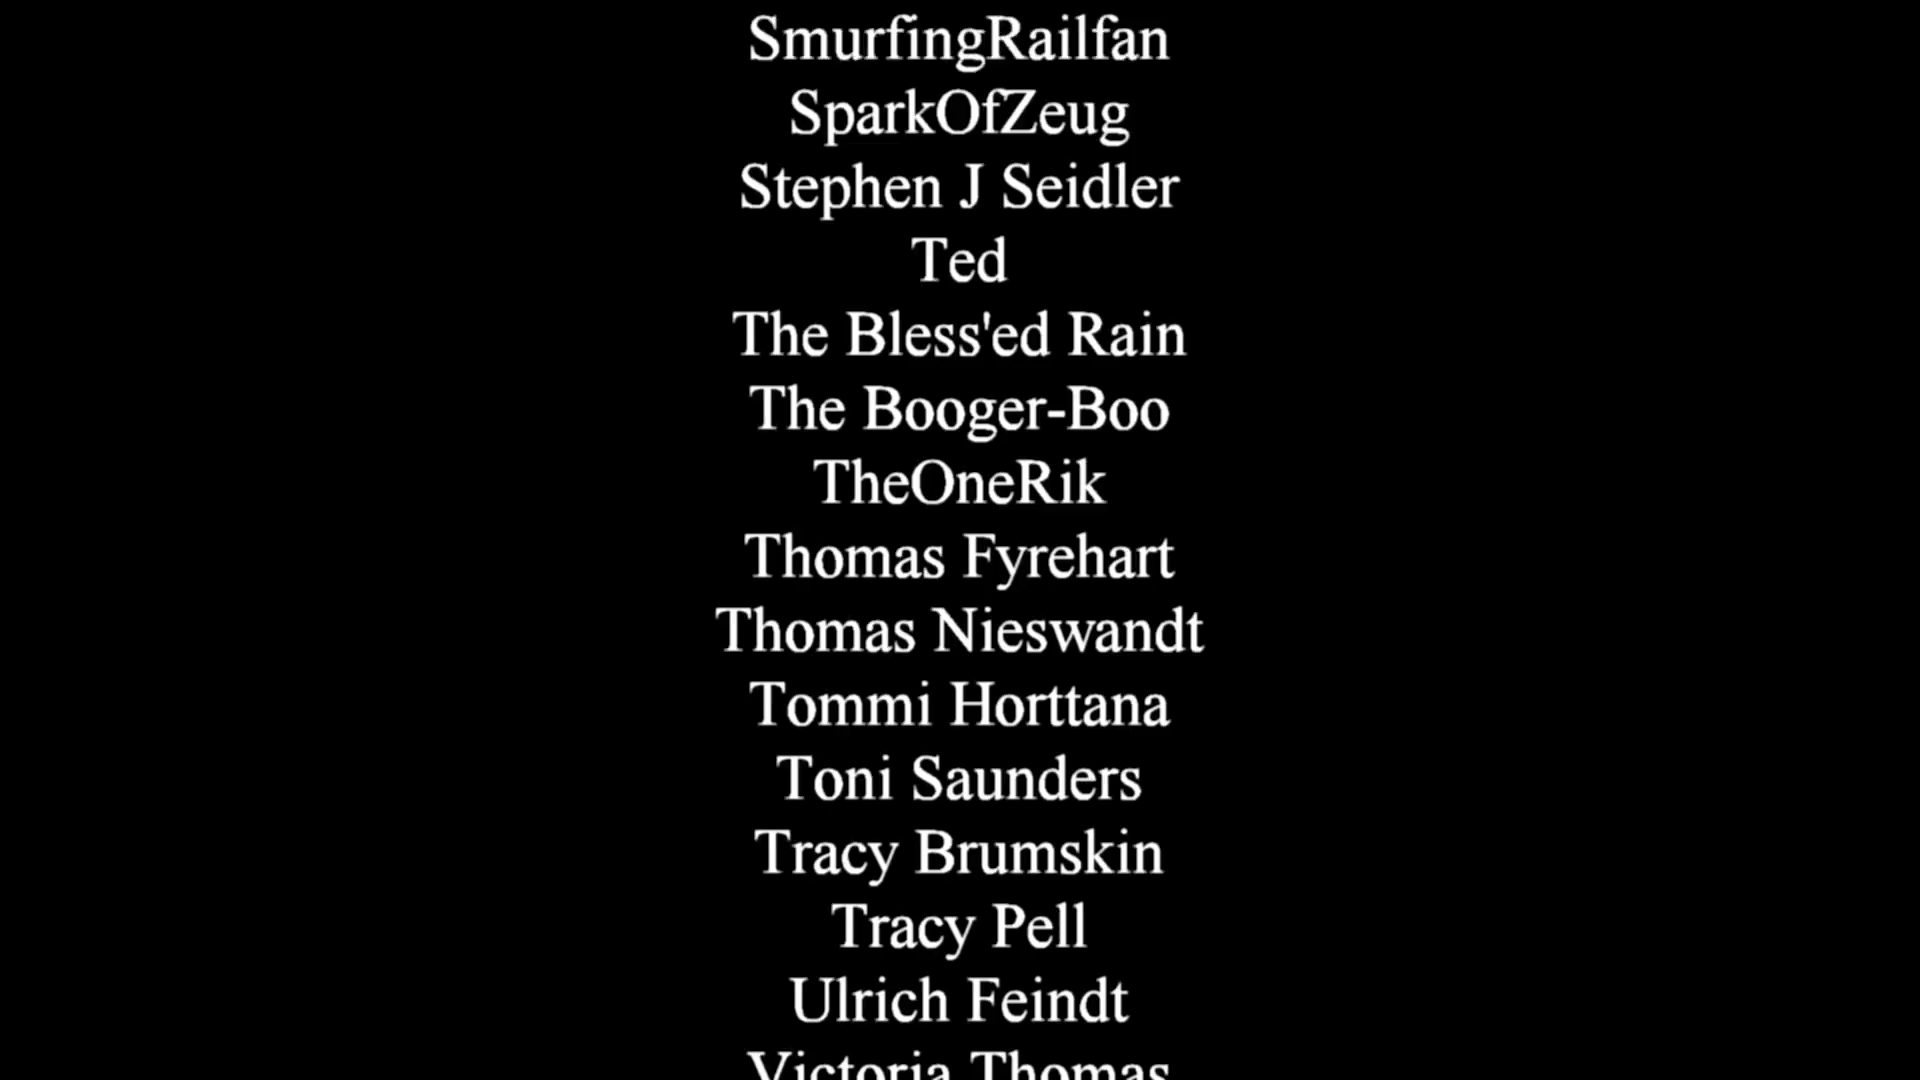 SmurfingRailfan
SparkOfZeug
Stephen J Seidler
Ted
The Bless'ed Rain
The Booger-Boo
TheOneRik
Thomas Fyrehart
Thomas Nieswandt
Tommi Horttana
Toni Saunders
Tracy Brumskin
Tracy Pell
Ulrich Feindt
Victoria Thomas